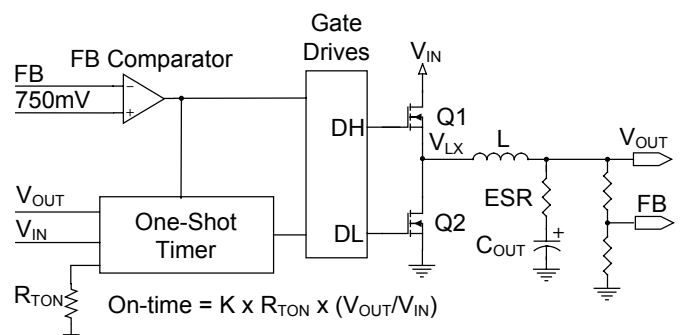 Gate
Drives
FB Comparator
V_IN
FB
−
750mV
+
DH
Q1
V_LX
L
V_OUT
V_OUT
One-Shot
Timer
V_IN
DL
Q2
ESR
FB
+
C_OUT
R_TON
On-time = K x R_TON x (V_OUT/V_IN)